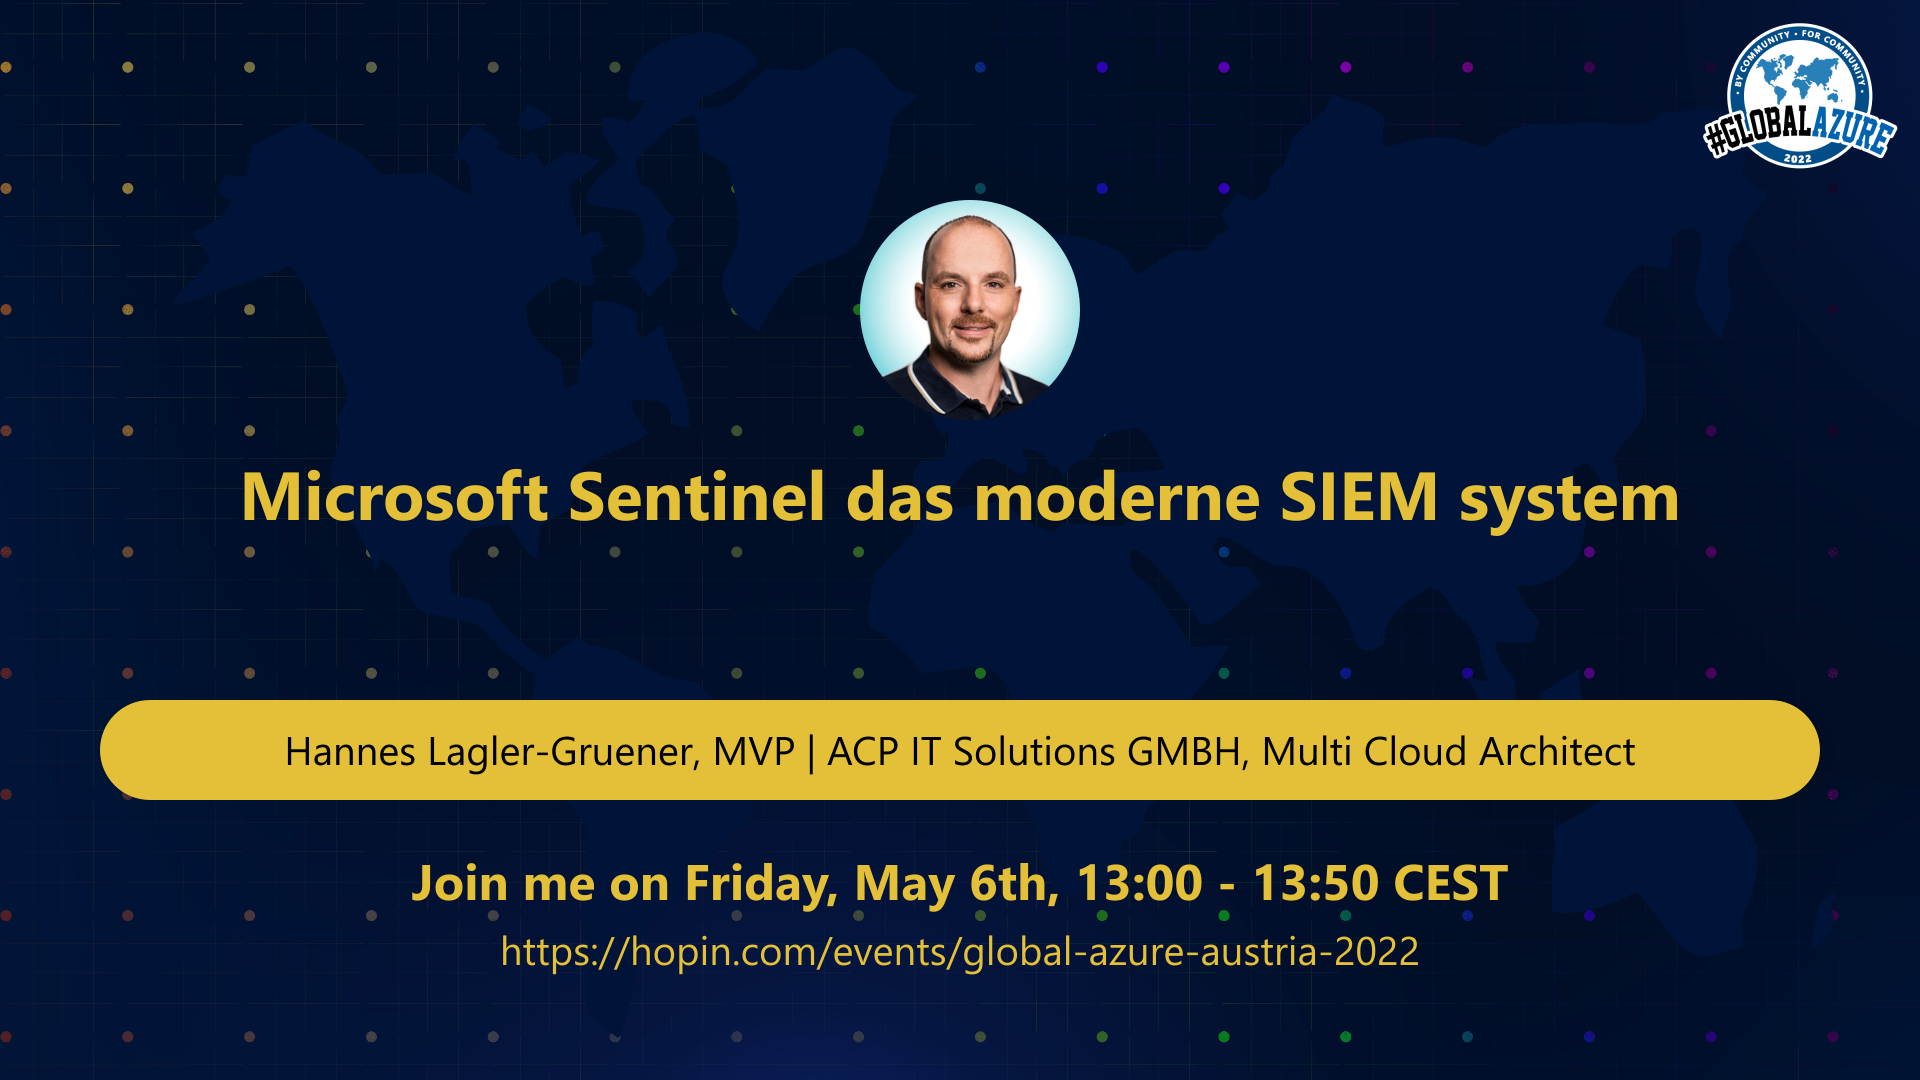 • BY COMMUNITY • FOR COMMUNITY •
#GLOBALAZURE
2022
Microsoft Sentinel das moderne SIEM system
Hannes Lagler-Gruener, MVP | ACP IT Solutions GMBH, Multi Cloud Architect
Join me on Friday, May 6th, 13:00 - 13:50 CEST
https://hopin.com/events/global-azure-austria-2022